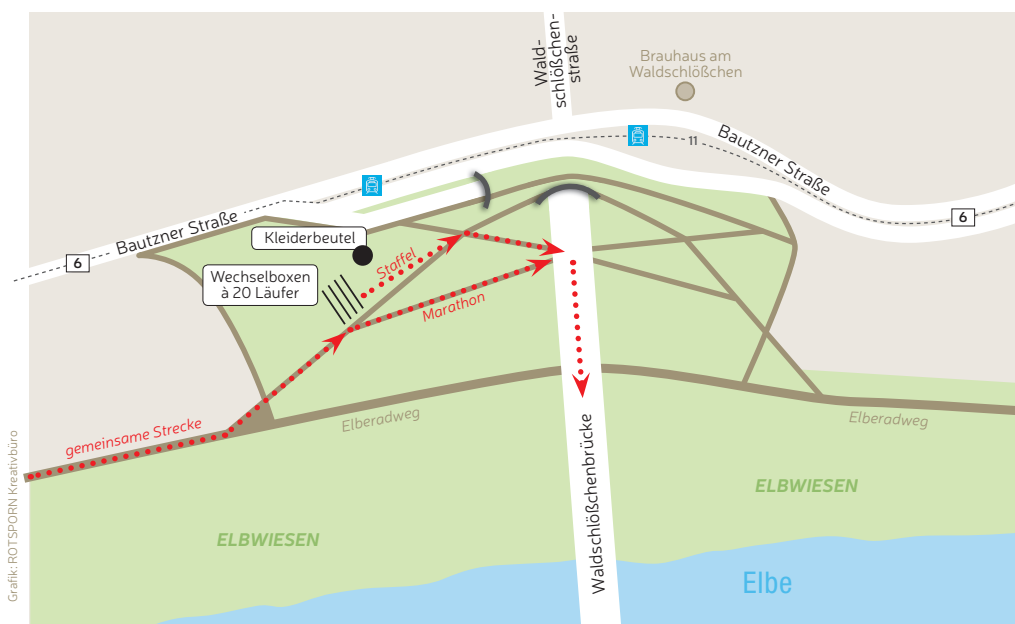 Wald-
schlößchen-
straße
Brauhaus am
Waldschlößchen
11
Bautzner Straße
6
Bautzner Straße
6
Kleiderbeutel
Wechselboxen
à 20 Läufer
Staffel
Marathon
gemeinsame Strecke
Elberadweg
Elberadweg
Waldschlößchenbrücke
ELBWIESEN
ELBWIESEN
Elbe
Grafik: ROTSPORN Kreativbüro